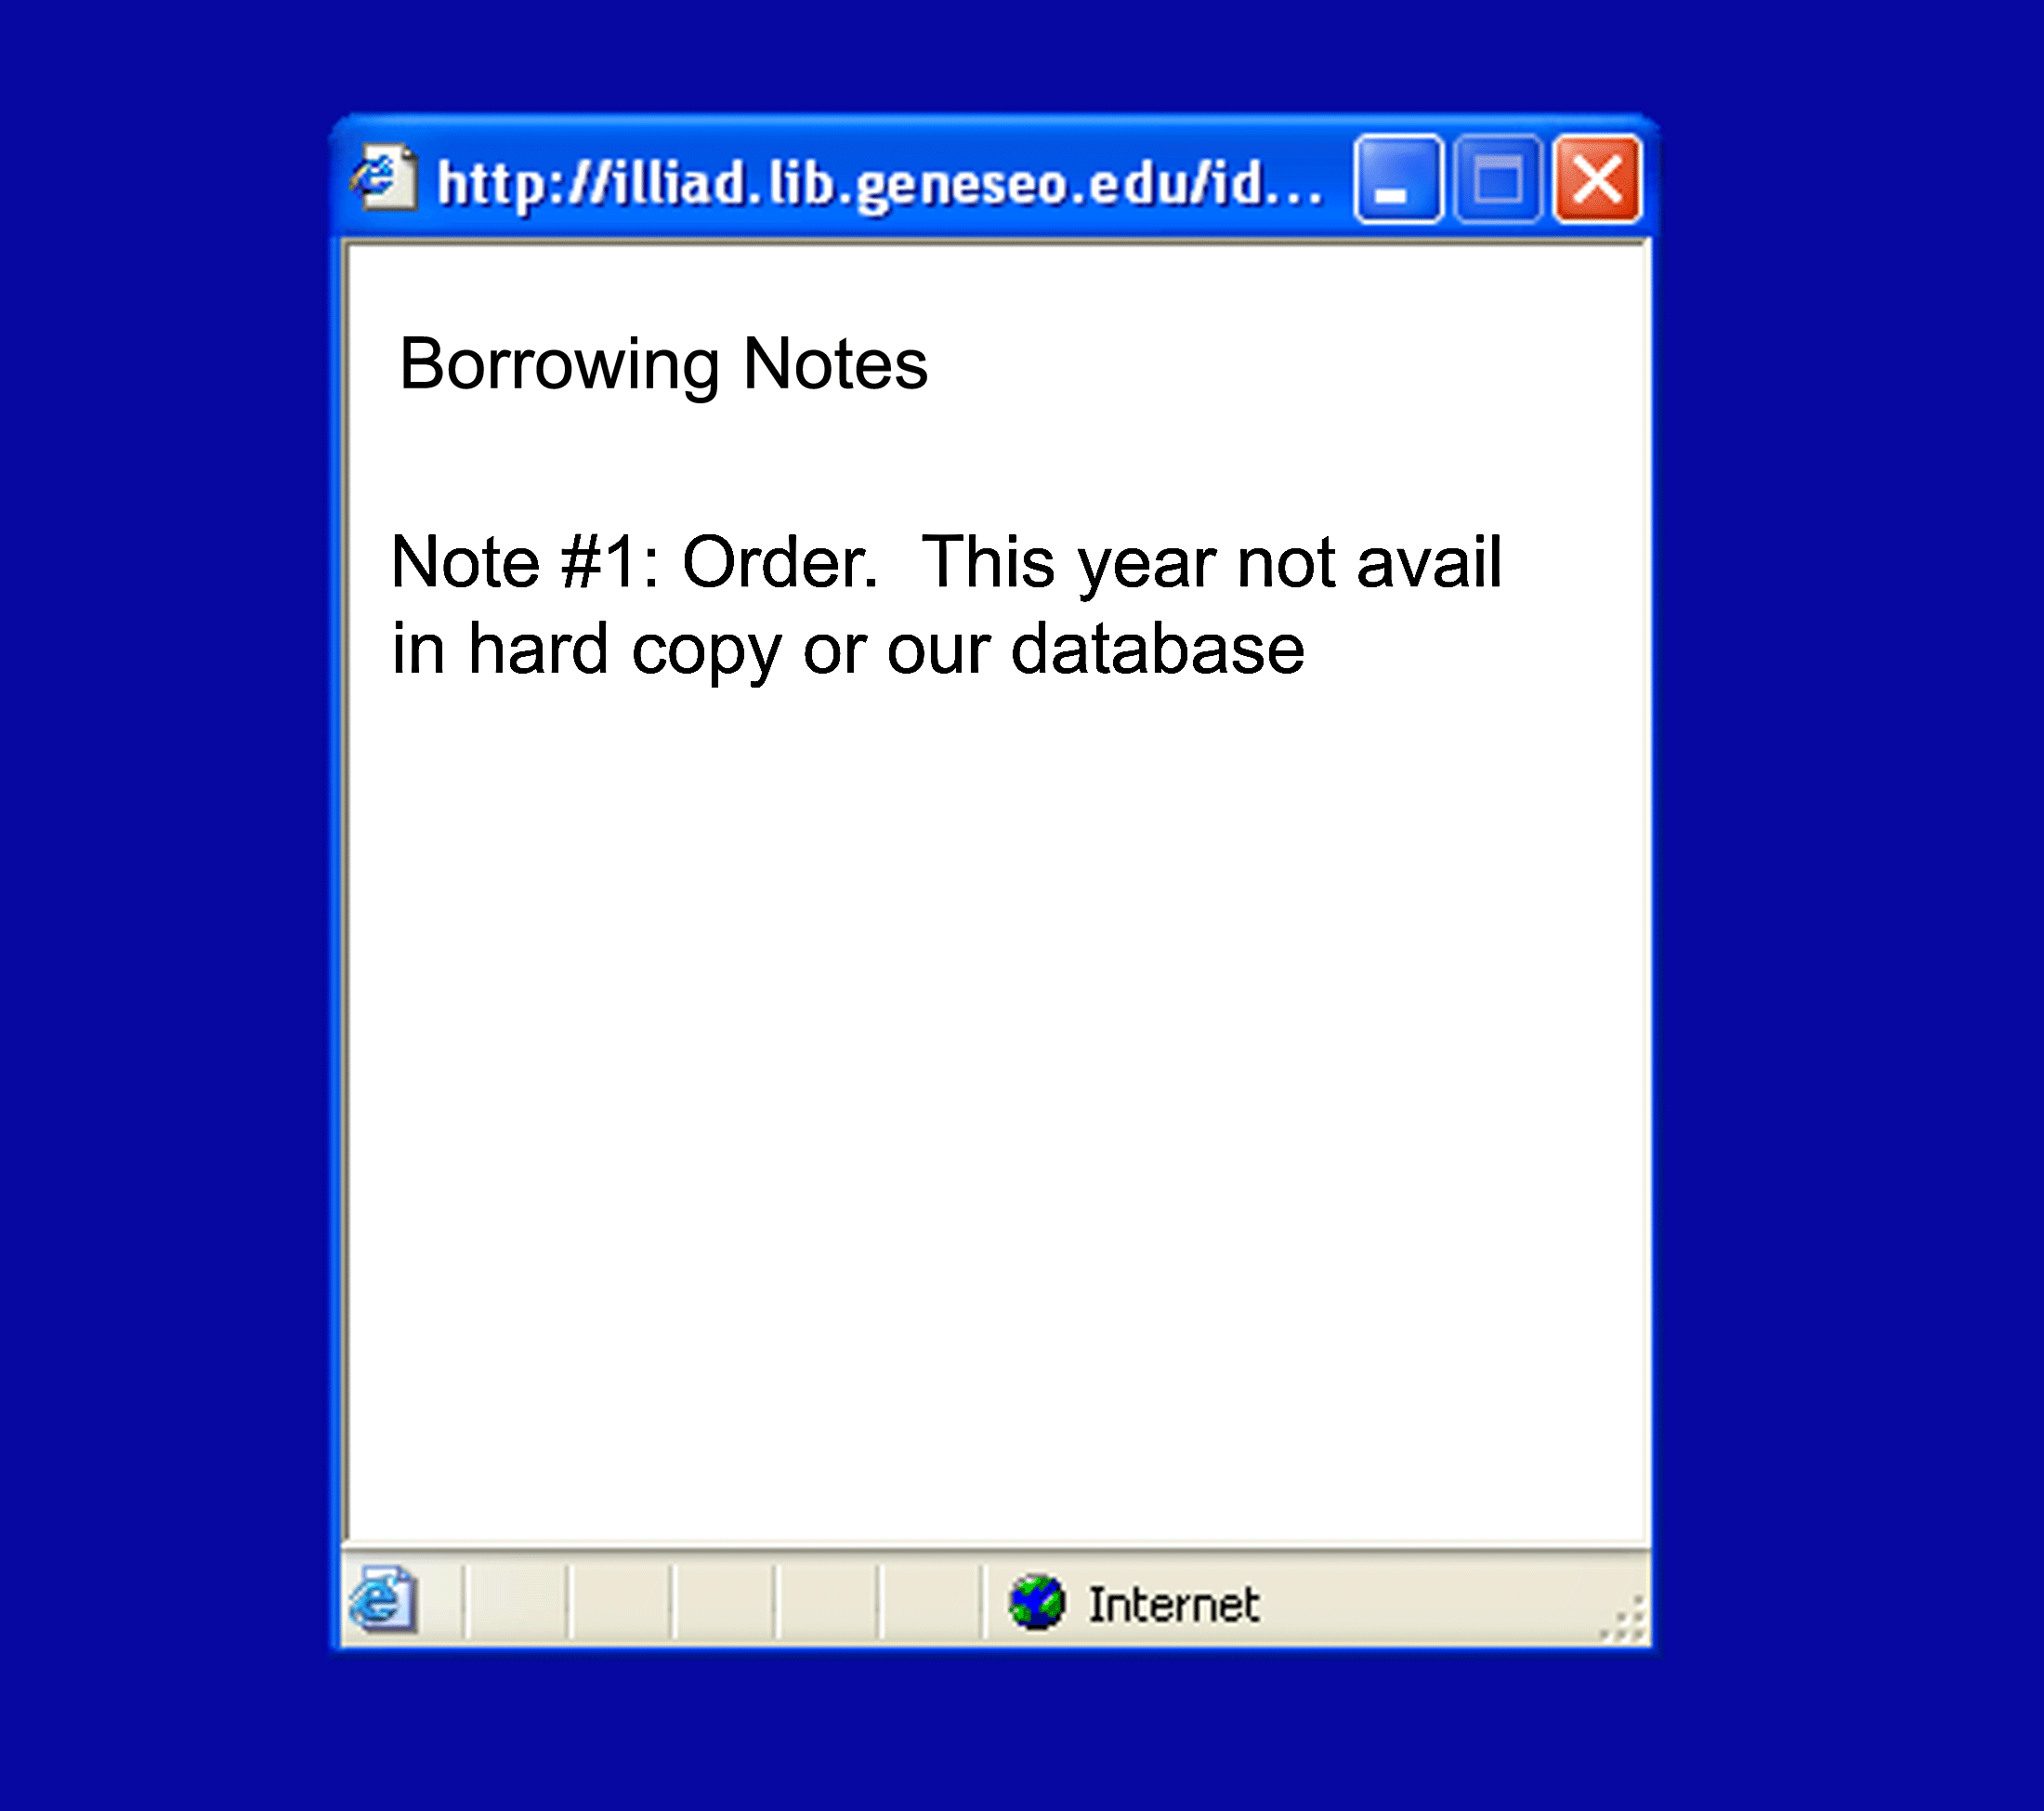 http://illiad.lib.geneseo.edu/id...
Borrowing Notes
Note #1: Order.  This year not avail
in hard copy or our database
Internet